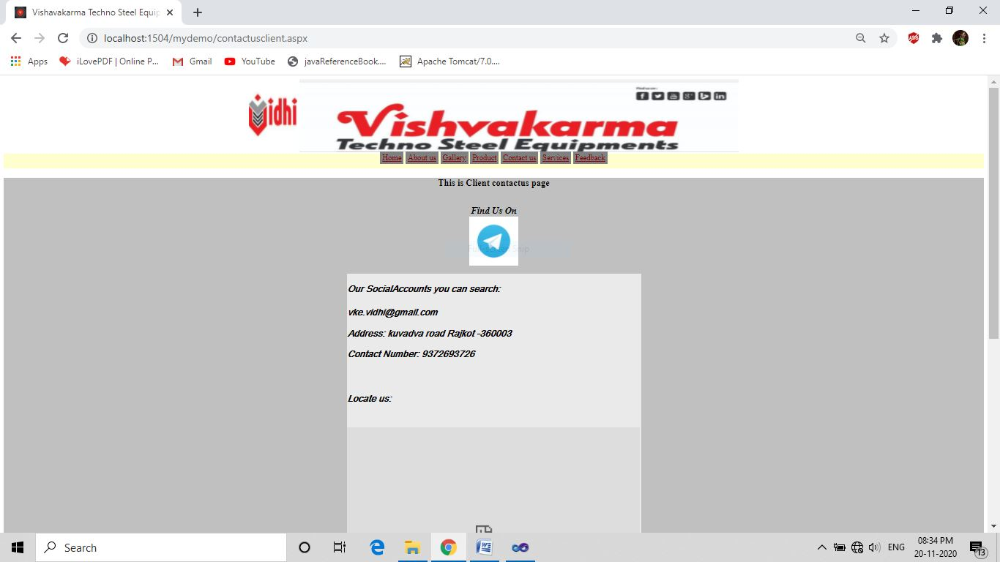 Vishavakarma Techno Steel Equip
localhost:1504/mydemo/contactusclient.aspx
ABP
Apps iLovePDF | Online P... Gmail YouTube javaReferenceBook.... Apache Tomcat/7.0....
Find us on :
Vidhi
Vishvakarma
Techno Steel Equipments
Home About us Gallery Product Contact us Services Feedback
This is Client contactus page
Find Us On
Our SocialAccounts you can search:
vke.vidhi@gmail.com
Address: kuvadva road Rajkot -360003
Contact Number: 9372693726
Locate us:
Search
ENG
08:34 PM
20-11-2020
13